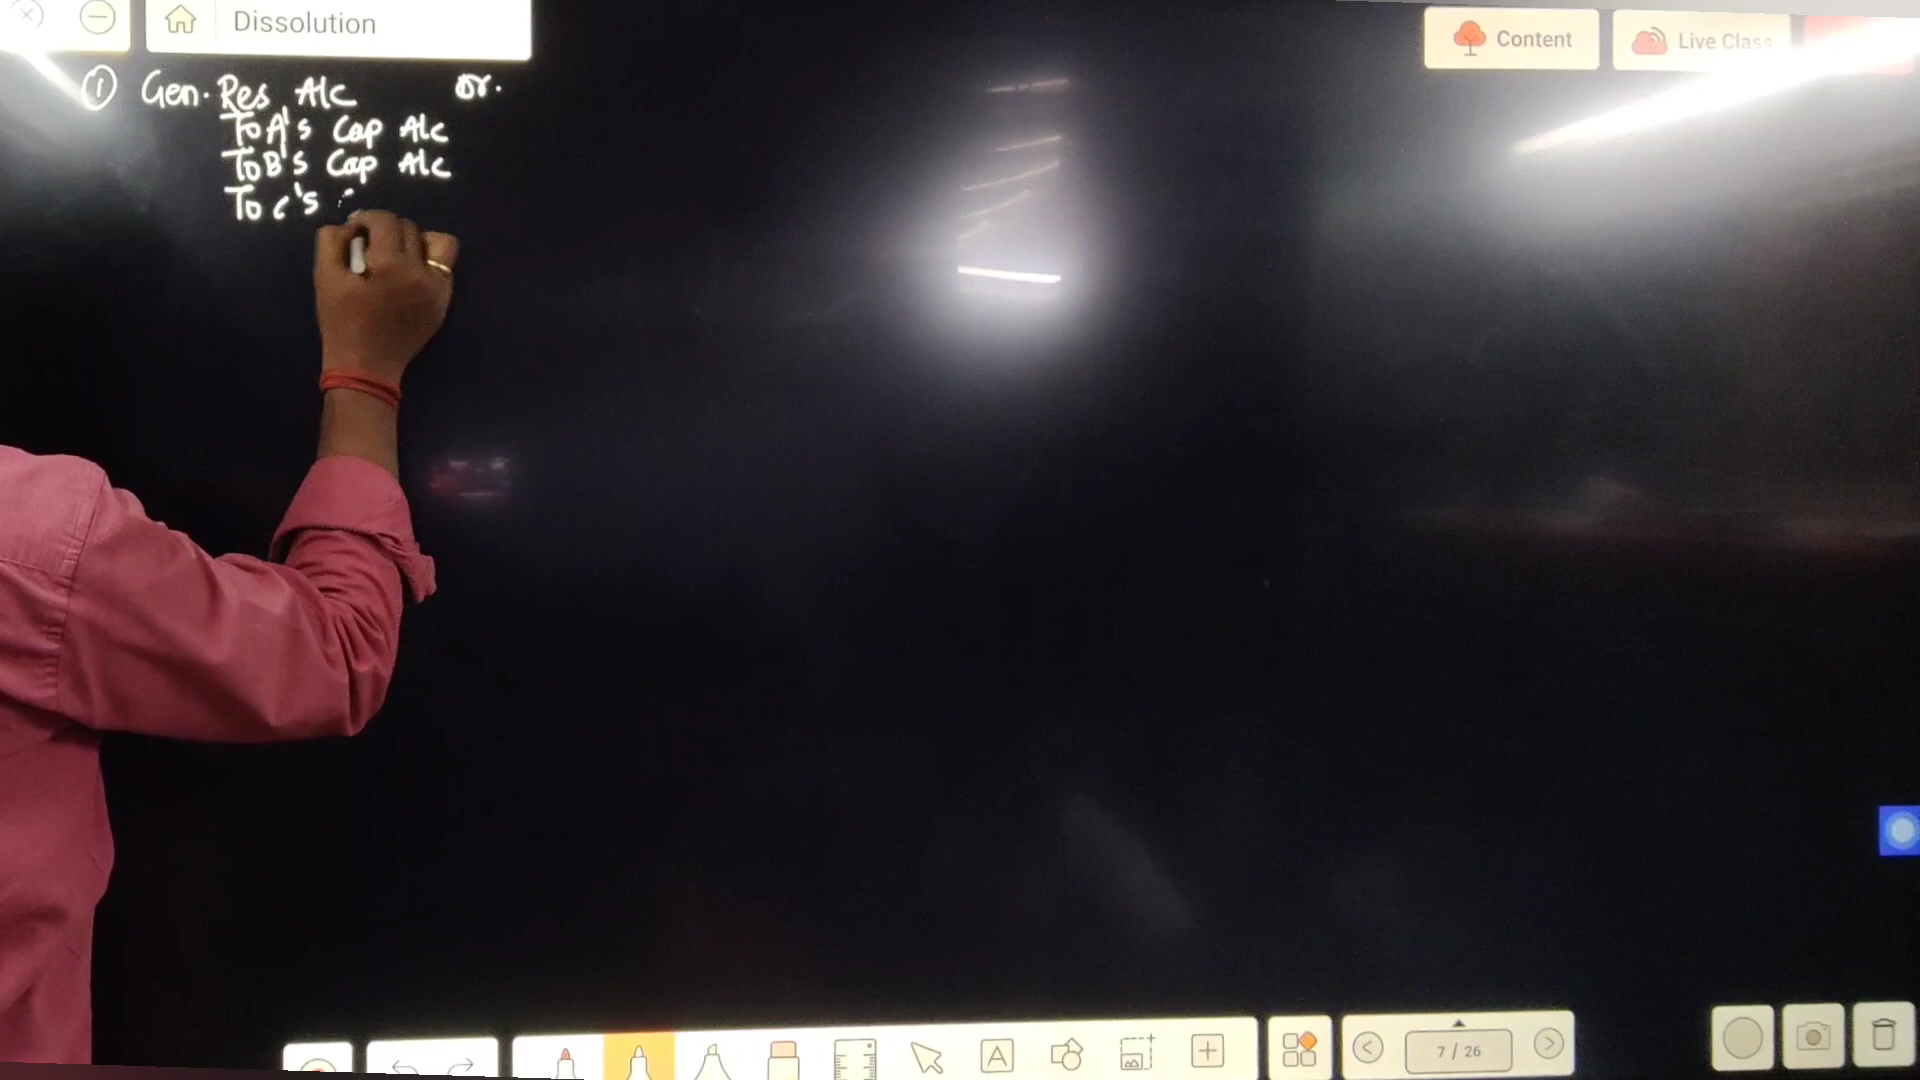 Dissolution
Content
Live Class
① Gen. Res A/c Dr.
To A's Cap A/c
To B's Cap A/c
To C's
A
7 / 26